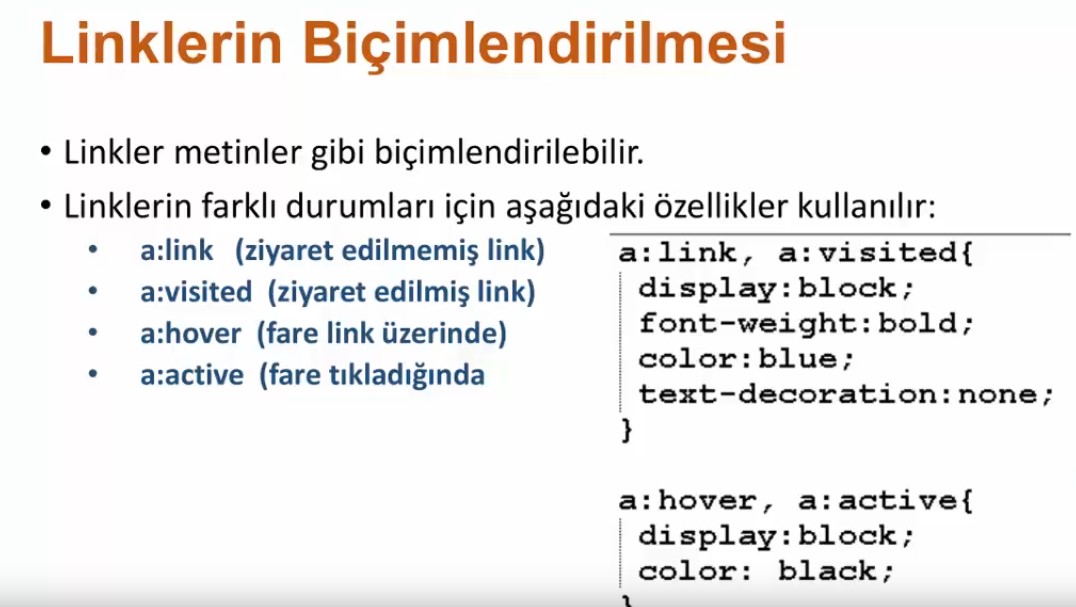 Linklerin Biçimlendirilmesi
• Linkler metinler gibi biçimlendirilebilir.
• Linklerin farklı durumları için aşağıdaki özellikler kullanılır:
• a:link (ziyaret edilmemiş link)
• a:visited (ziyaret edilmiş link)
• a:hover (fare link üzerinde)
• a:active (fare tıkladığında
a:link, a:visited{
display:block;
font-weight:bold;
color:blue;
text-decoration:none;
}
a:hover, a:active{
display:block;
color: black;
}